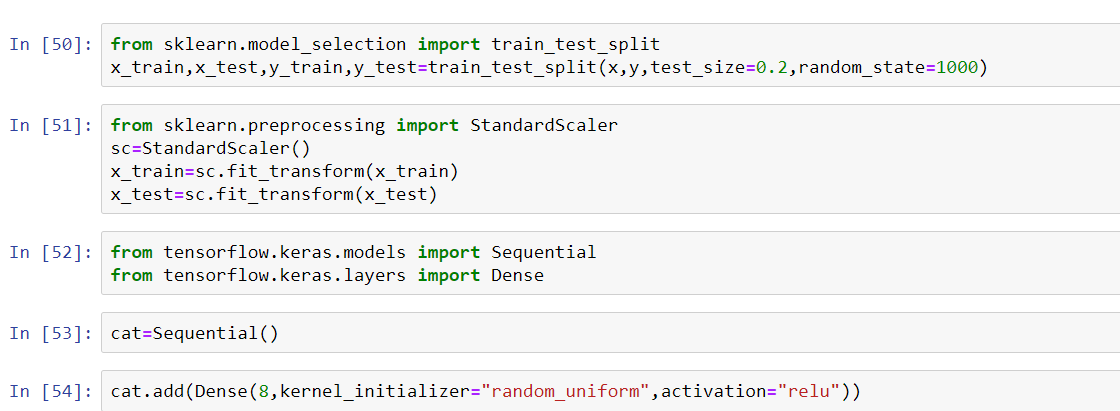 In [50]: from sklearn.model_selection import train_test_split
x_train,x_test,y_train,y_test=train_test_split(x,y,test_size=0.2,random_state=1000)
In [51]: from sklearn.preprocessing import StandardScaler
sc=StandardScaler()
x_train=sc.fit_transform(x_train)
x_test=sc.fit_transform(x_test)
In [52]: from tensorflow.keras.models import Sequential
from tensorflow.keras.layers import Dense
In [53]: cat=Sequential()
In [54]: cat.add(Dense(8,kernel_initializer="random_uniform",activation="relu"))